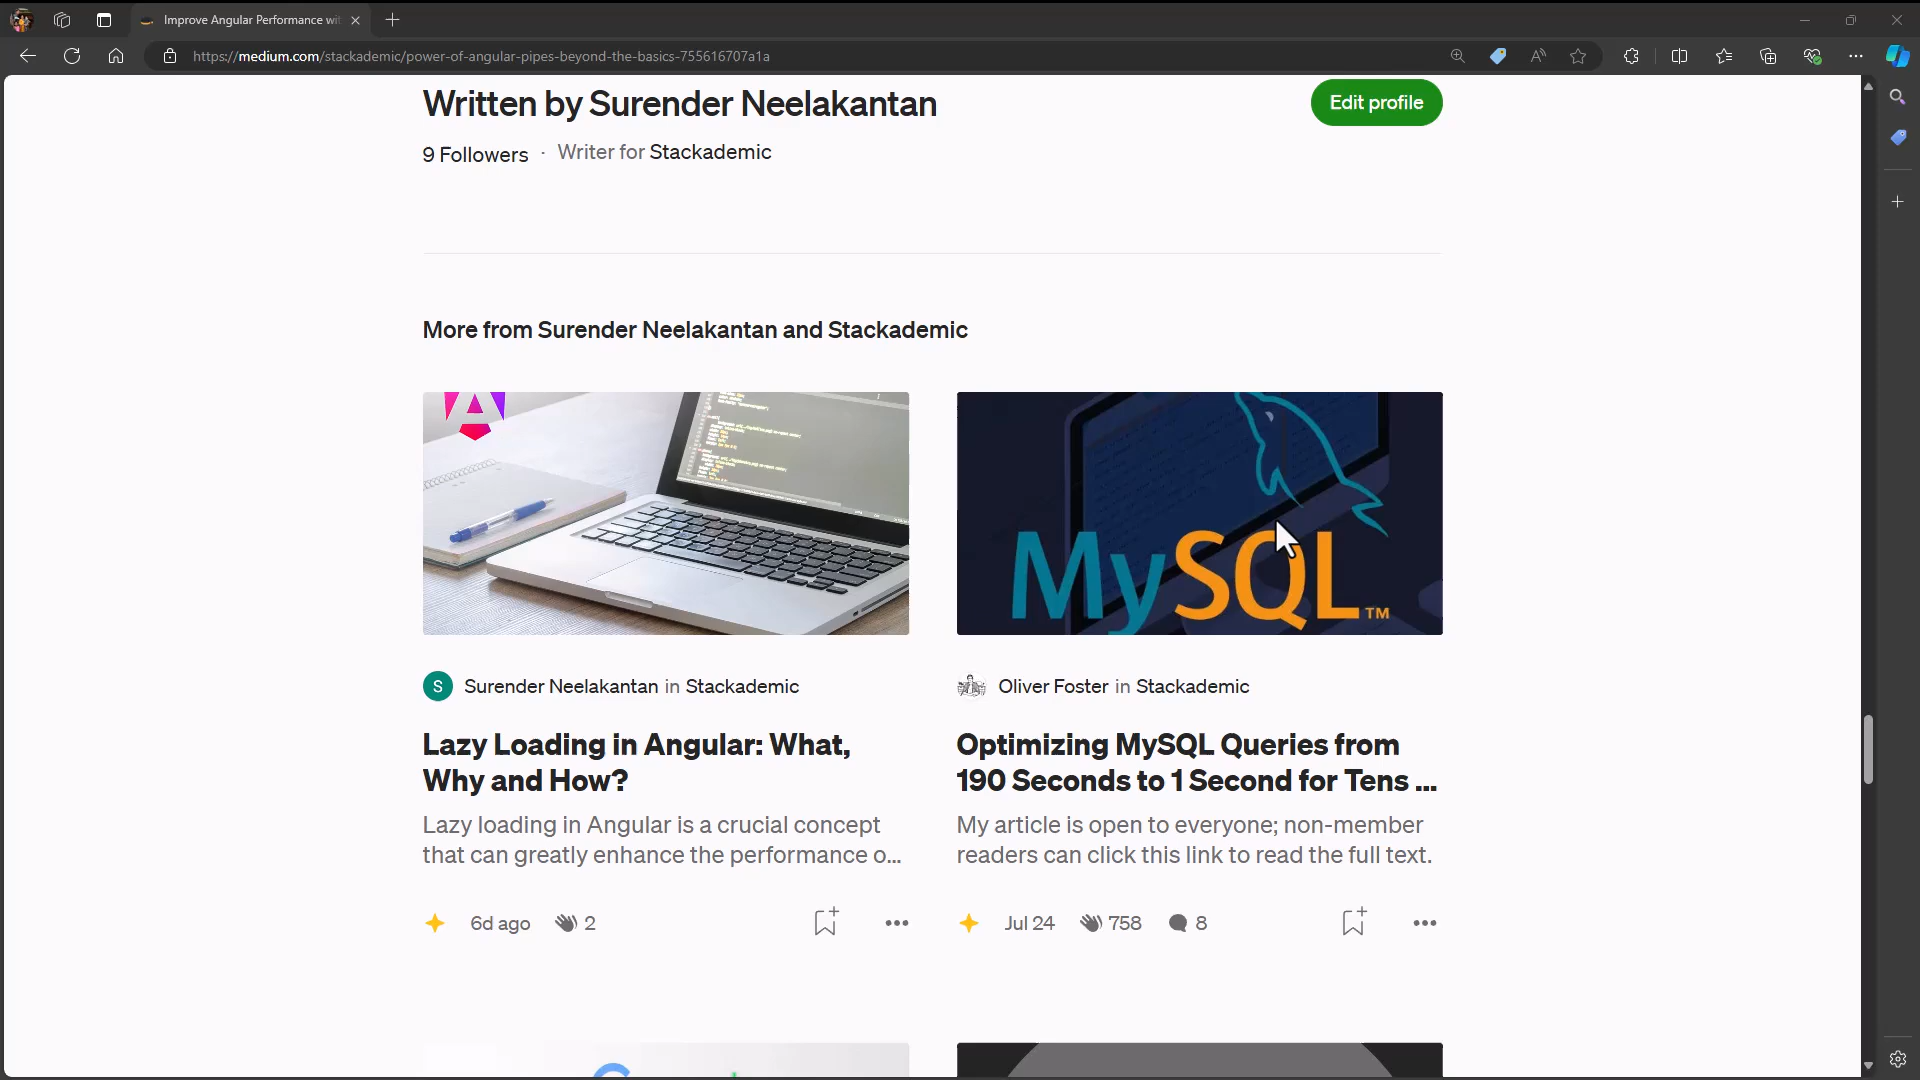 Improve Angular Performance wit
https://medium.com/stackademic/power-of-angular-pipes-beyond-the-basics-755616707a1a
Written by Surender Neelakantan
Edit profile
9 Followers · Writer for Stackademic
More from Surender Neelakantan and Stackademic
MySQL™
S
Surender Neelakantan in Stackademic
Lazy Loading in Angular: What,
Why and How?
Lazy loading in Angular is a crucial concept
that can greatly enhance the performance o...
6d ago 2
Oliver Foster in Stackademic
Optimizing MySQL Queries from
190 Seconds to 1 Second for Tens ...
My article is open to everyone; non-member
readers can click this link to read the full text.
Jul 24 758 8